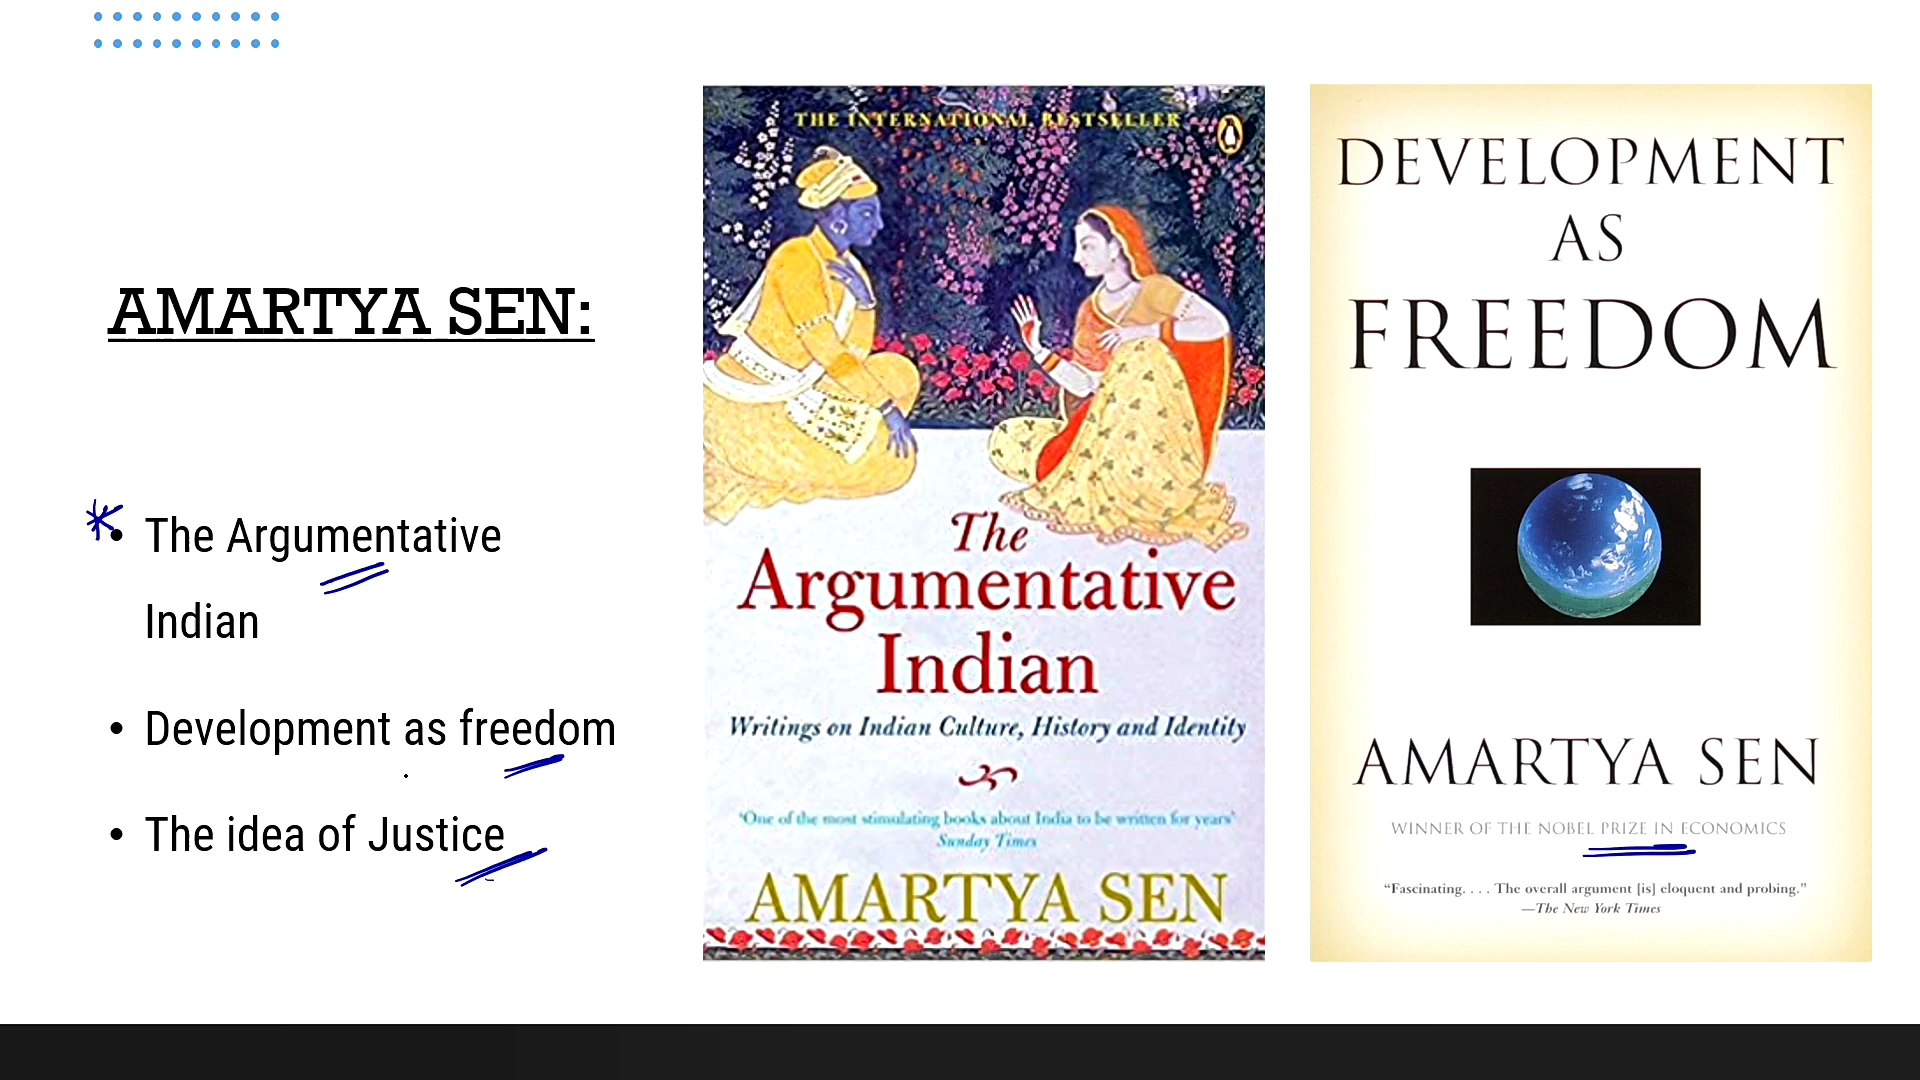 AMARTYA SEN:
• The Argumentative
Indian
• Development as freedom
• The idea of Justice
THE INTERNATIONAL BESTSELLER
The
Argumentative
Indian
Writings on Indian Culture, History and Identity
'One of the most stimulating books about India to be written for years'
Sunday Times
AMARTYA SEN
DEVELOPMENT
AS
FREEDOM
AMARTYA SEN
WINNER OF THE NOBEL PRIZE IN ECONOMICS
“Fascinating. . . . The overall argument [is] eloquent and probing.”
—The New York Times